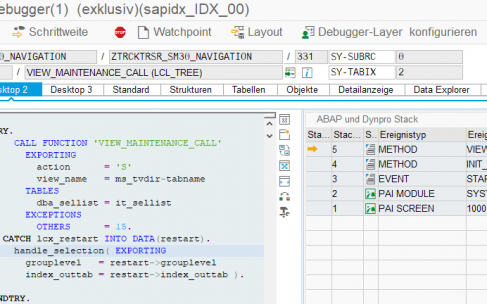 ebugger(1) (exklusiv)(sapidx_IDX_00)
Schrittweite Watchpoint Layout Debugger-Layer konfigurieren
0_NAVIGATION / ZTRCKTRSR_SM30_NAVIGATION / 331 SY-SUBRC 0
/ VIEW_MAINTENANCE_CALL (LCL_TREE) SY-TABIX 2
sktop 2 Desktop 3 Standard Strukturen Tabellen Objekte Detailanzeige Data Explorer
RY.
CALL FUNCTION 'VIEW_MAINTENANCE_CALL'
EXPORTING
action = 'S'
view_name = ms_tvdir-tabname
TABLES
dba_sellist = it_sellist
EXCEPTIONS
OTHERS = 15.
CATCH lcx_restart INTO DATA(restart).
handle_selection( EXPORTING
grouplevel = restart->grouplevel
index_outtab = restart->index_outtab ).
NDTRY.
ABAP und Dynpro Stack
Sta... Stac... S.. Ereignistyp Ereig
5 METHOD VIEW
4 METHOD INIT_
3 EVENT STAR
2 PAI MODULE SYST
1 PAI SCREEN 1000